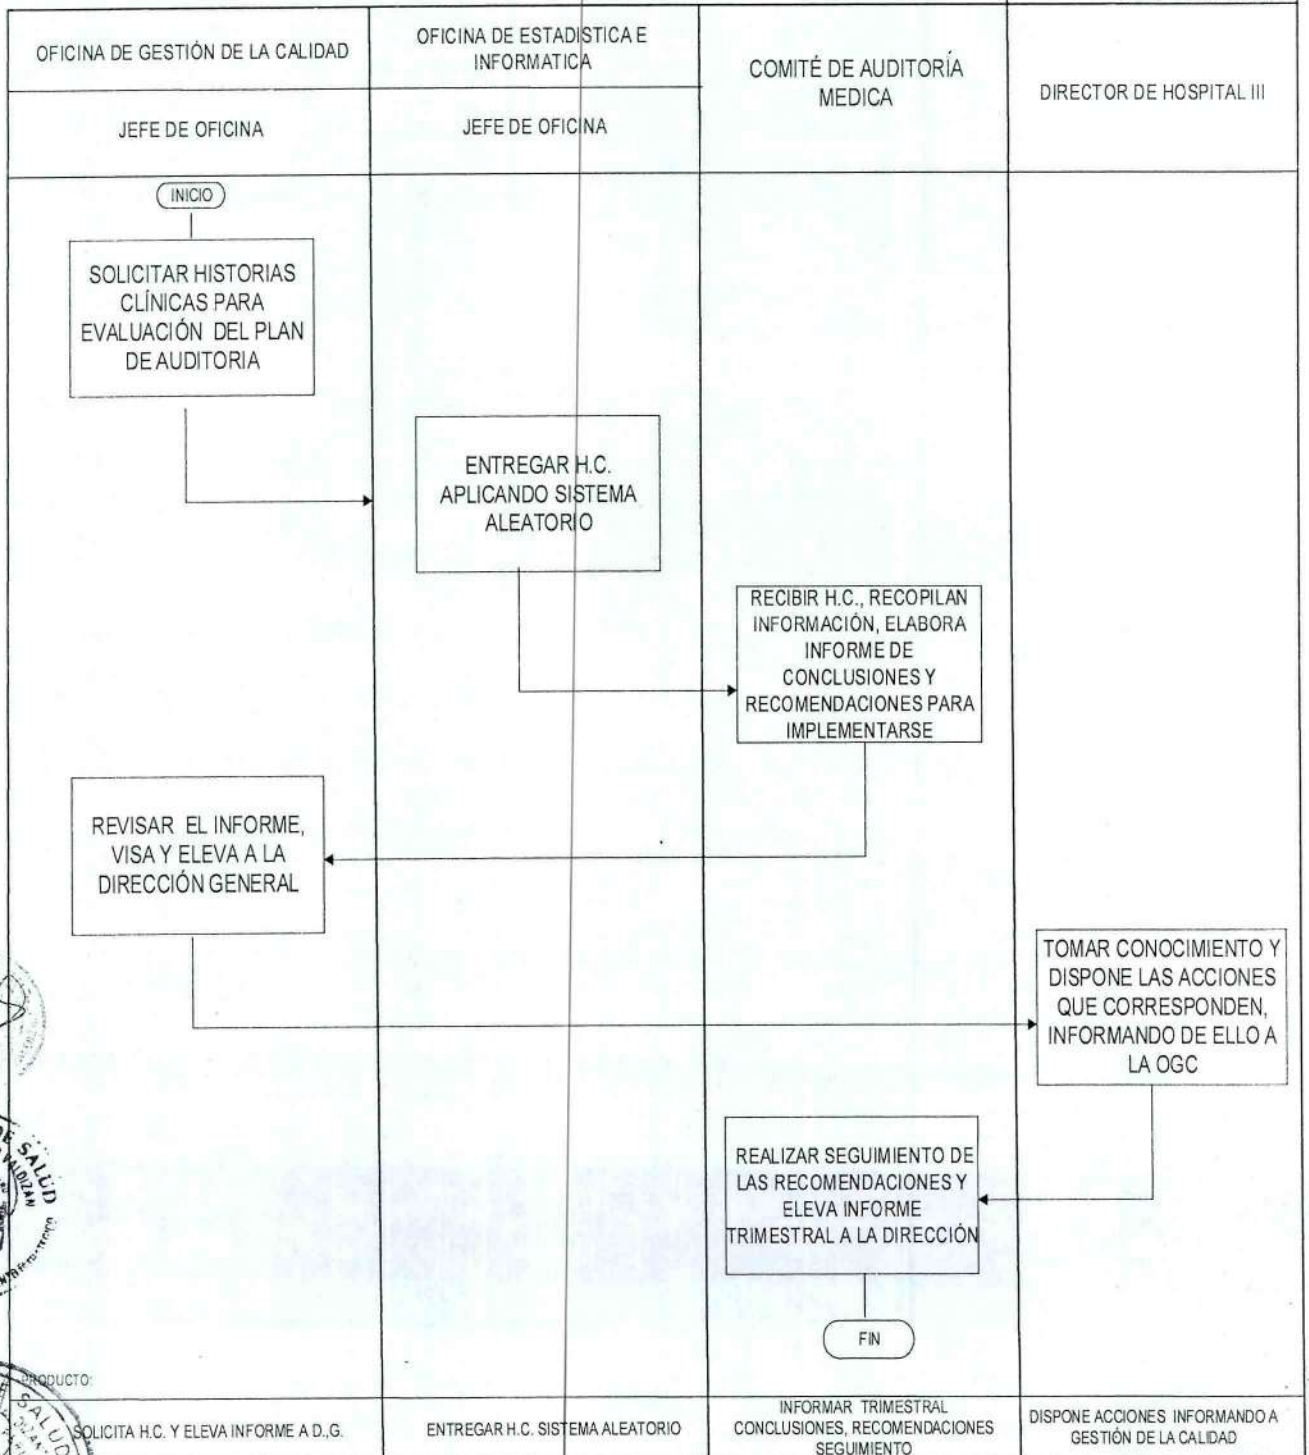 OFICINA DE GESTIÓN DE LA CALIDAD
JEFE DE OFICINA
OFICINA DE ESTADISTICA E
INFORMATICA
JEFE DE OFICINA
COMITÉ DE AUDITORÍA
MEDICA
DIRECTOR DE HOSPITAL III
INICIO
SOLICITAR HISTORIAS
CLÍNICAS PARA
EVALUACIÓN DEL PLAN
DE AUDITORIA
ENTREGAR H.C.
APLICANDO SISTEMA
ALEATORIO
RECIBIR H.C., RECOPILAN
INFORMACIÓN, ELABORA
INFORME DE
CONCLUSIONES Y
RECOMENDACIONES PARA
IMPLEMENTARSE
REVISAR EL INFORME,
VISA Y ELEVA A LA
DIRECCIÓN GENERAL
TOMAR CONOCIMIENTO Y
DISPONE LAS ACCIONES
QUE CORRESPONDEN,
INFORMANDO DE ELLO A
LA OGC
REALIZAR SEGUIMIENTO DE
LAS RECOMENDACIONES Y
ELEVA INFORME
TRIMESTRAL A LA DIRECCIÓN
FIN
SALUD
VALDIZÁN
PRODUCTO:
SALUD
SOLICITA H.C. Y ELEVA INFORME A D.,G.
ENTREGAR H.C. SISTEMA ALEATORIO
INFORMAR TRIMESTRAL
CONCLUSIONES, RECOMENDACIONES
SEGUIMIENTO
DISPONE ACCIONES INFORMANDO A
GESTIÓN DE LA CALIDAD